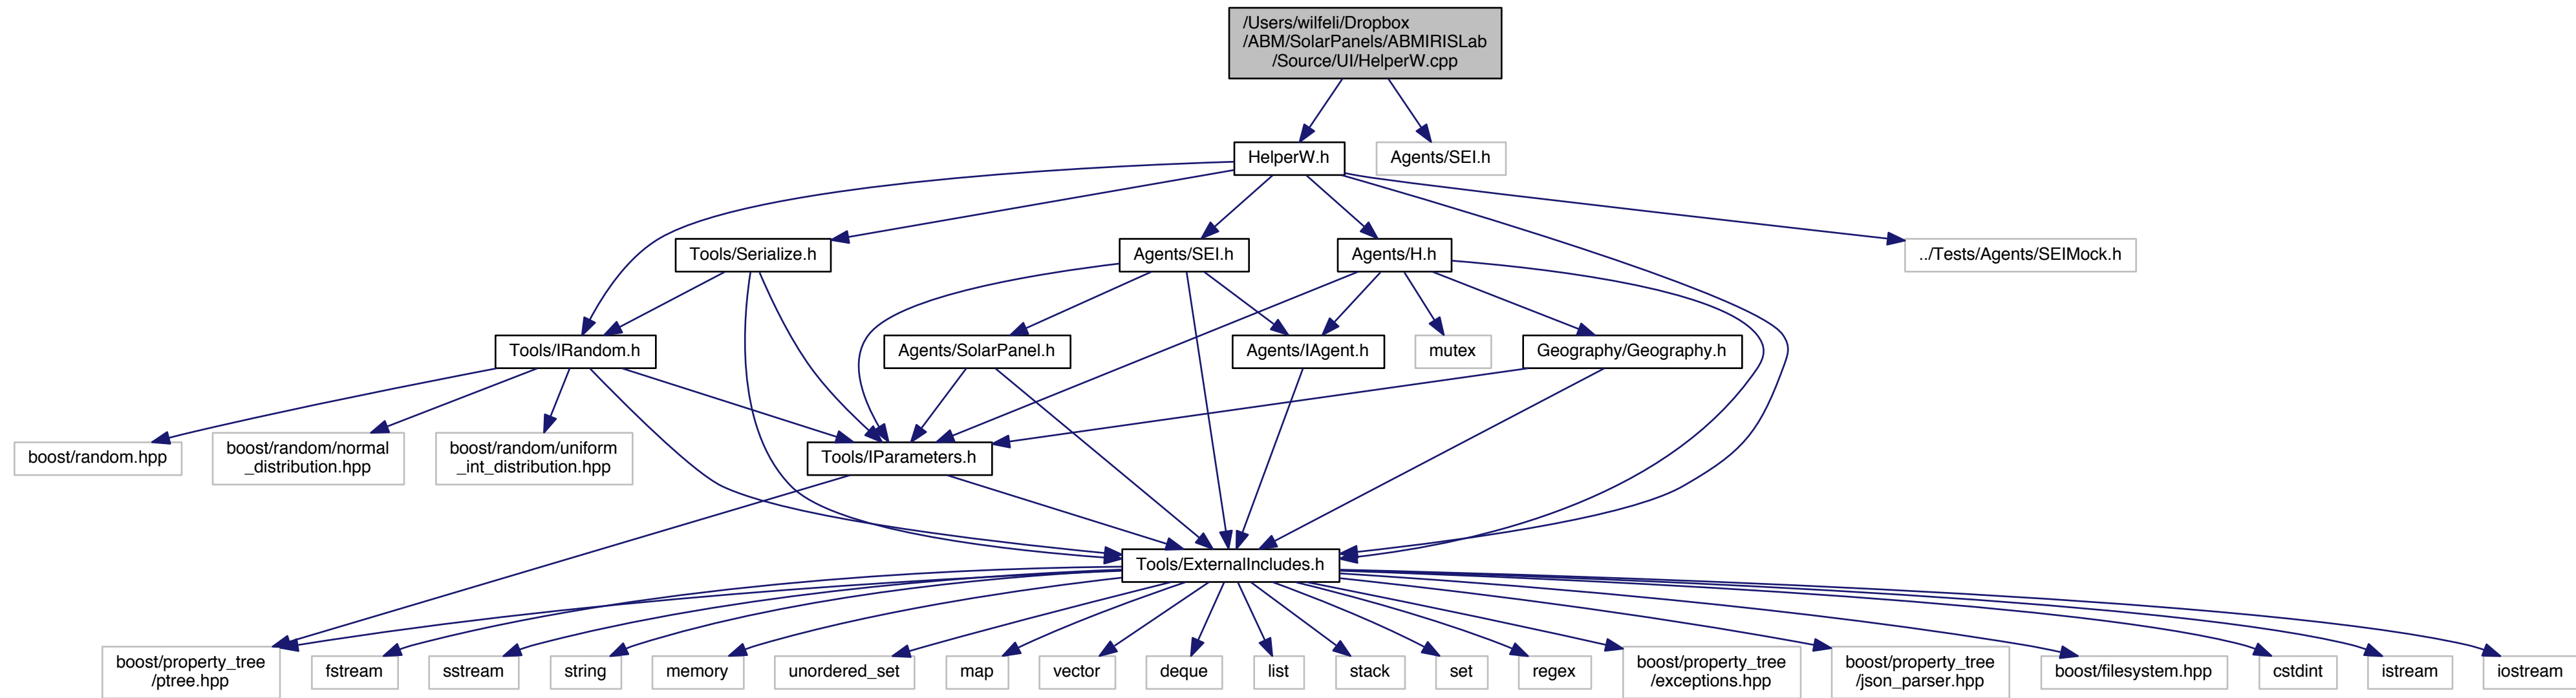 /Users/wilfeli/Dropbox
/ABM/SolarPanels/ABMIRISLab
/Source/UI/HelperW.cpp
HelperW.h
Agents/SEI.h
Tools/Serialize.h
Agents/SEI.h
Agents/H.h
../Tests/Agents/SEIMock.h
Tools/IRandom.h
Agents/SolarPanel.h
Agents/IAgent.h
mutex
Geography/Geography.h
boost/random.hpp
boost/random/normal
_distribution.hpp
boost/random/uniform
_int_distribution.hpp
Tools/IParameters.h
Tools/ExternalIncludes.h
boost/property_tree
/ptree.hpp
fstream
sstream
string
memory
unordered_set
map
vector
deque
list
stack
set
regex
boost/property_tree
/exceptions.hpp
boost/property_tree
/json_parser.hpp
boost/filesystem.hpp
cstdint
istream
iostream